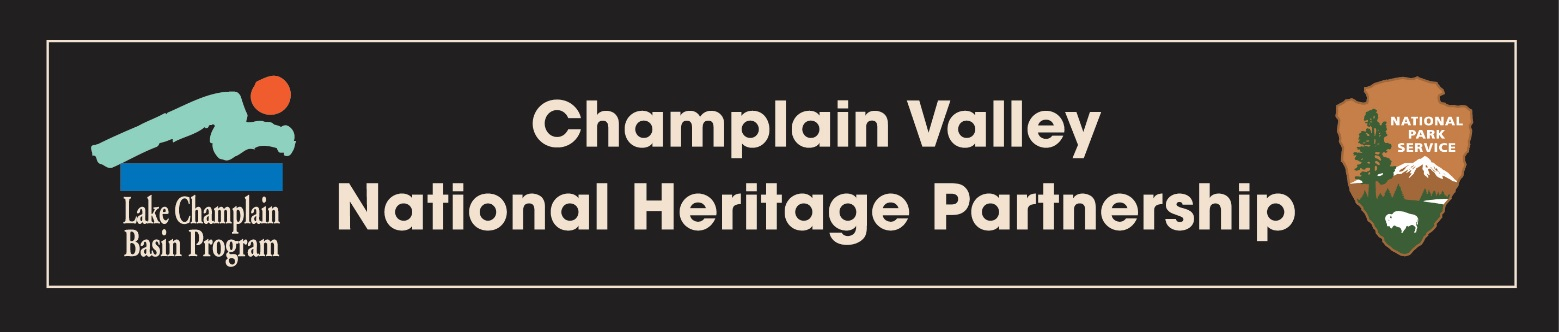 Lake Champlain
Basin Program
Champlain Valley
National Heritage Partnership
NATIONAL
PARK
SERVICE